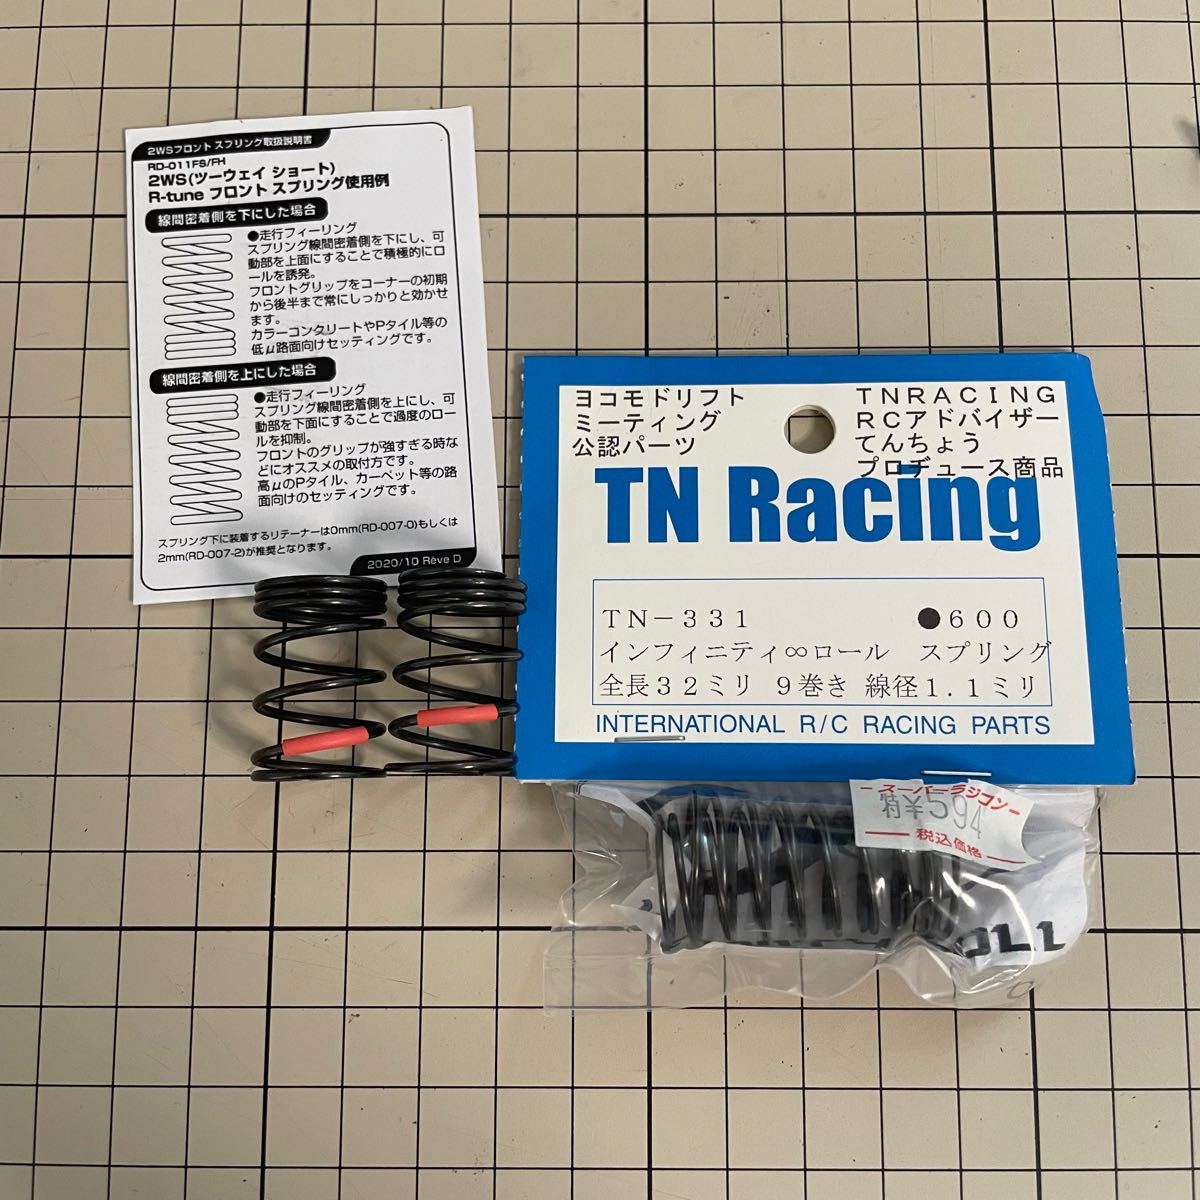 2WSフロント スプリング取扱説明書
RD-011FS/FH
2WS(ツーウェイ ショート)
R-tune フロント スプリング使用例
線間密着側を下にした場合
●走行フィーリング
スプリング線間密着側を下にし、可
動部を上面にすることで積極的にロ
ールを誘発。
フロントグリップをコーナーの初期
から後半まで常にしっかりと効かせ
ます。
カラーコンクリートやPタイル等の
低μ路面向けセッティングです。
線間密着側を上にした場合
●走行フィーリング
スプリング線間密着側を上にし、可
動部を下面にすることで過度のロー
ルを抑制。
フロントのグリップが強すぎる時な
どにオススメの取付方です。
高μのPタイル、カーペット等の路
面向けのセッティングです。
スプリング下に装着するリテーナーは0mm(RD-007-0)もしくは
2mm(RD-007-2)が推奨となります。
2020/10 Rêve D
ヨコモドリフト
ミーティング
公認パーツ
TNRACING
RCアドバイザー
てんちょう
プロデュース商品
TN Racing
TN－331 ●600
インフィニティ∞ロール スプリング
全長32ミリ 9巻き 線径1.1ミリ
INTERNATIONAL R/C RACING PARTS
スーパーラジコン
特¥594
税込価格